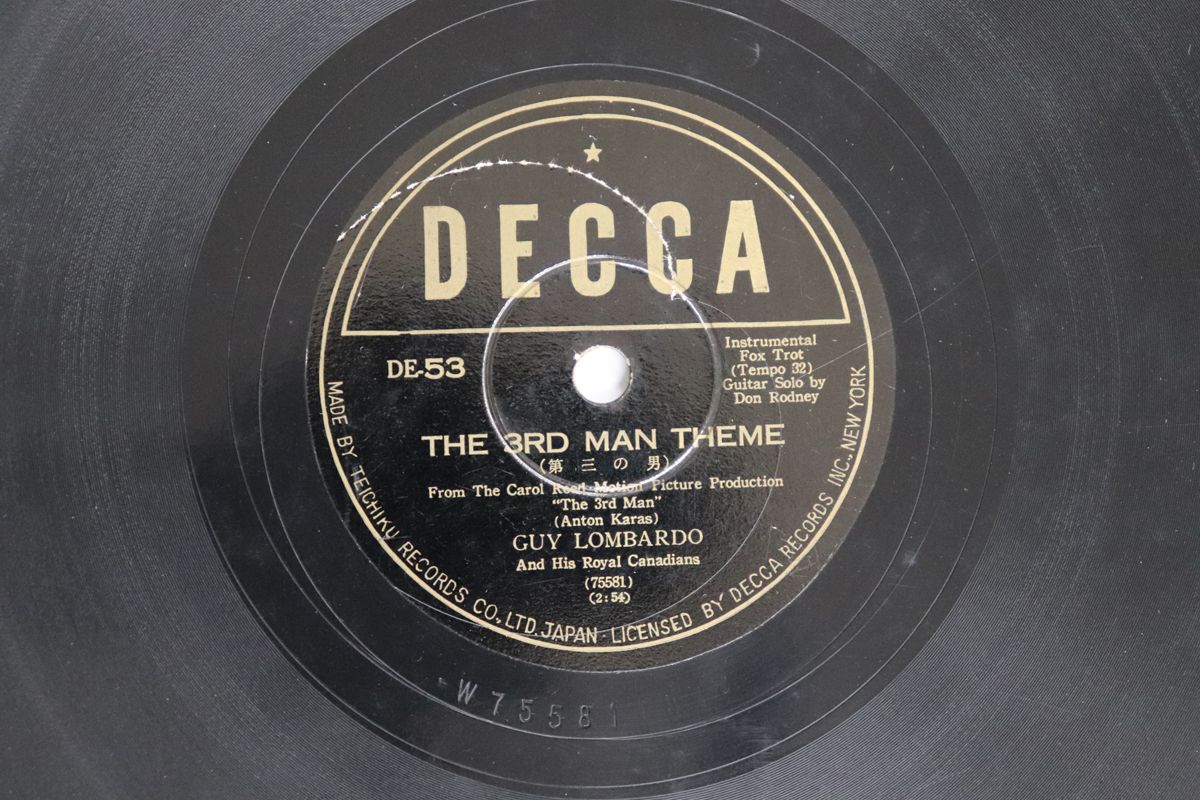 DECCA
DE-53
Instrumental
Fox Trot
(Tempo 32)
Guitar Solo by
Don Rodney
THE 3RD MAN THEME
(第三の男)
From The Carol Reed Motion Picture Production
"The 3rd Man"
(Anton Karas)
GUY LOMBARDO
And His Royal Canadians
(75581)
(2:54)
MADE BY TEICHIKU RECORDS CO., LTD. JAPAN · LICENSED BY DECCA RECORDS INC., NEW YORK
W 75581